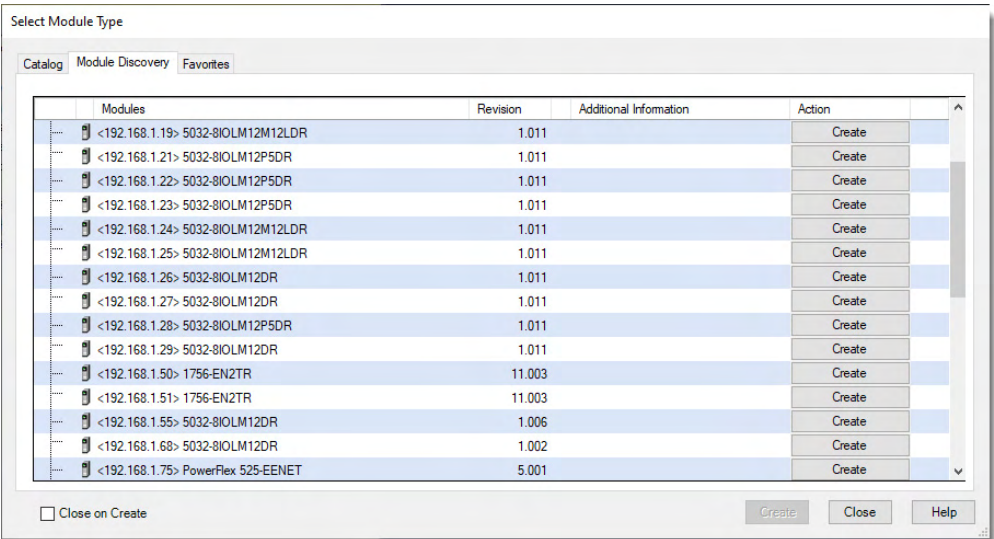 Select Module Type
Catalog Module Discovery Favorites
Modules Revision Additional Information Action
<192.168.1.19> 5032-8IOLM12M12LDR 1.011 Create
<192.168.1.21> 5032-8IOLM12P5DR 1.011 Create
<192.168.1.22> 5032-8IOLM12P5DR 1.011 Create
<192.168.1.23> 5032-8IOLM12P5DR 1.011 Create
<192.168.1.24> 5032-8IOLM12M12LDR 1.011 Create
<192.168.1.25> 5032-8IOLM12M12LDR 1.011 Create
<192.168.1.26> 5032-8IOLM12DR 1.011 Create
<192.168.1.27> 5032-8IOLM12DR 1.011 Create
<192.168.1.28> 5032-8IOLM12P5DR 1.011 Create
<192.168.1.29> 5032-8IOLM12DR 1.011 Create
<192.168.1.50> 1756-EN2TR 11.003 Create
<192.168.1.51> 1756-EN2TR 11.003 Create
<192.168.1.55> 5032-8IOLM12DR 1.006 Create
<192.168.1.68> 5032-8IOLM12DR 1.002 Create
<192.168.1.75> PowerFlex 525-EENET 5.001 Create
Close on Create Create Close Help